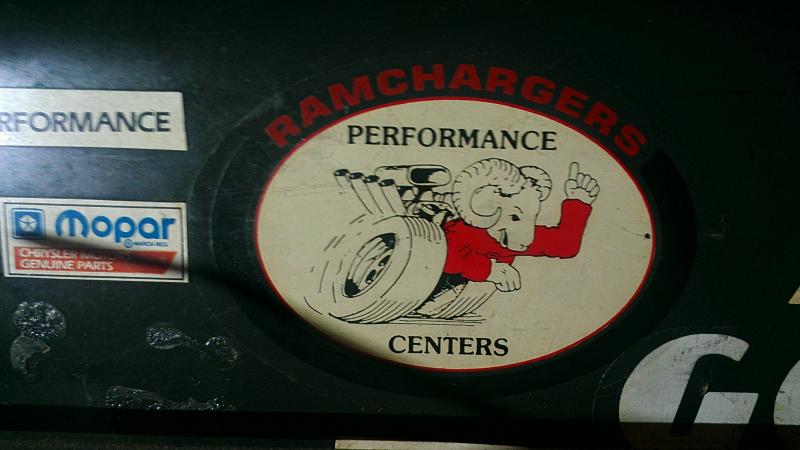 RFORMANCE
Mopar
CHRYSLER MOTORS
GENUINE PARTS
RAMCHARGERS
PERFORMANCE
CENTERS
G